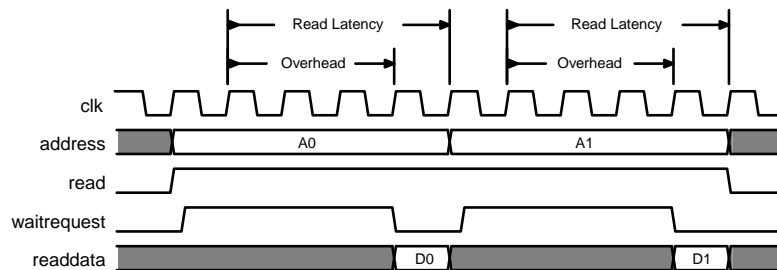 Read Latency Read Latency
Overhead Overhead
clk
address A0 A1
read
waitrequest
readdata D0 D1